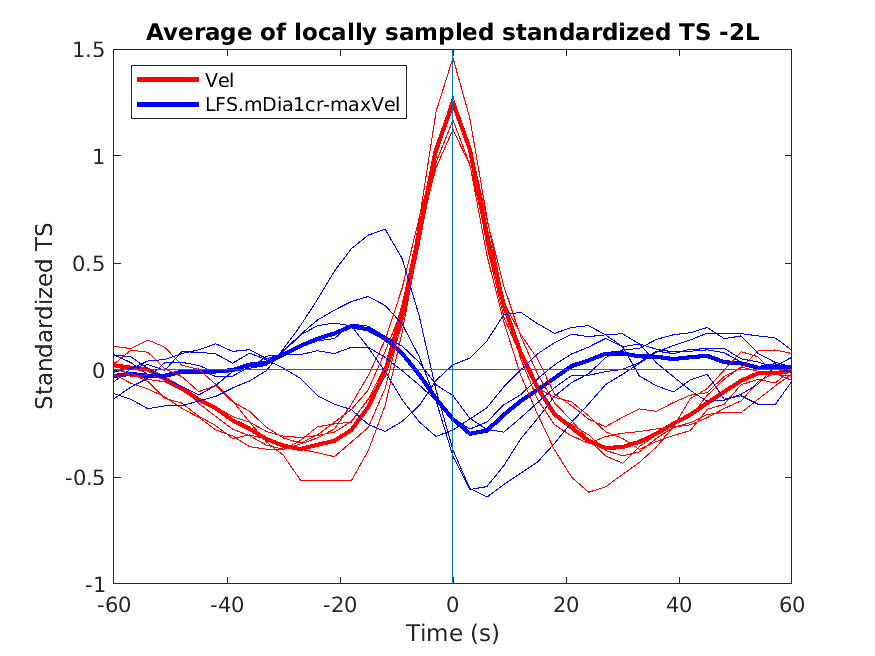 Average of locally sampled standardized TS -2L
Vel
LFS.mDia1cr-maxVel
1.5
1
0.5
0
-0.5
-1
Standardized TS
-60
-40
-20
0
20
40
60
Time (s)